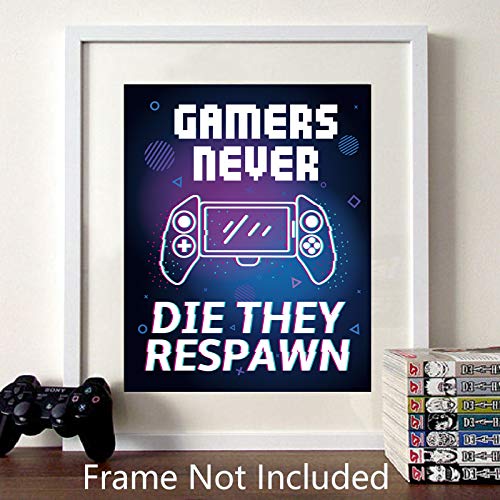 GAMERS
NEVER
DIE THEY
RESPAWN
SONY
Frame Not Included